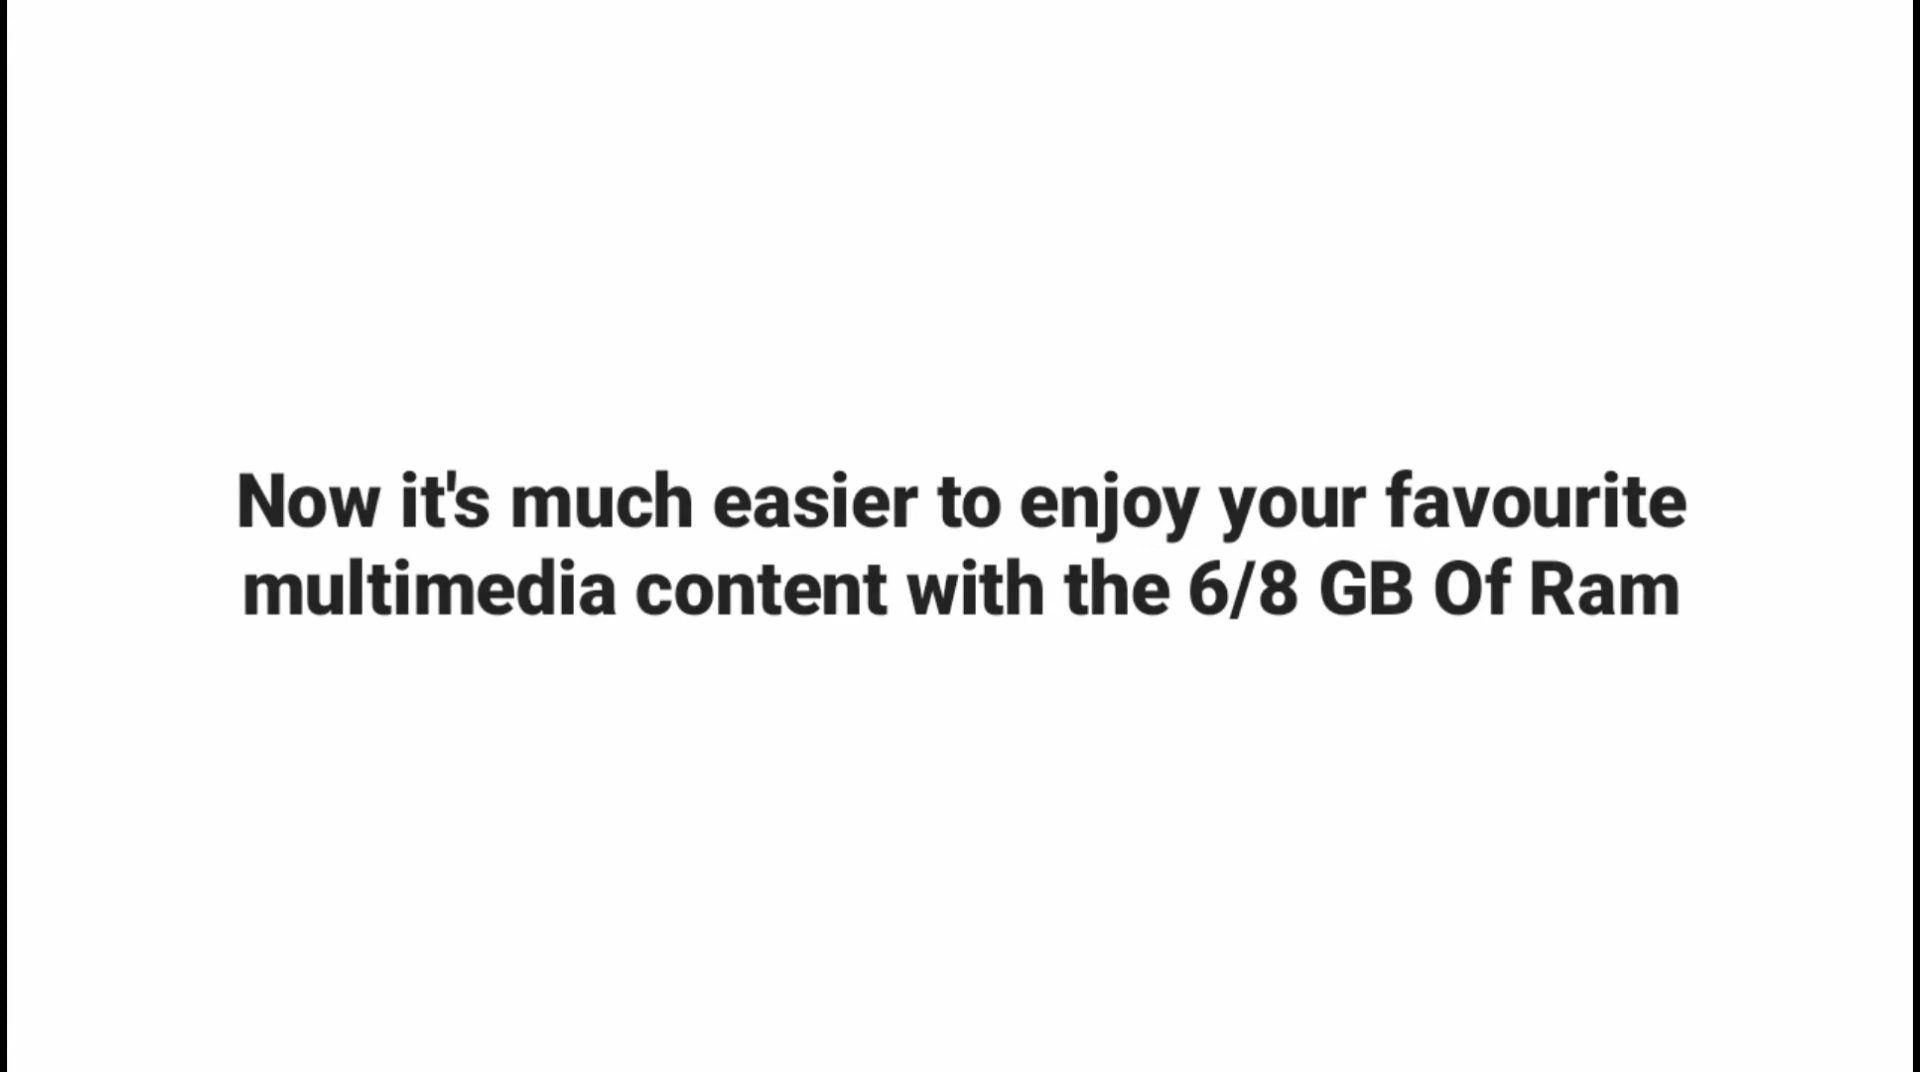 Now it's much easier to enjoy your favourite
multimedia content with the 6/8 GB Of Ram